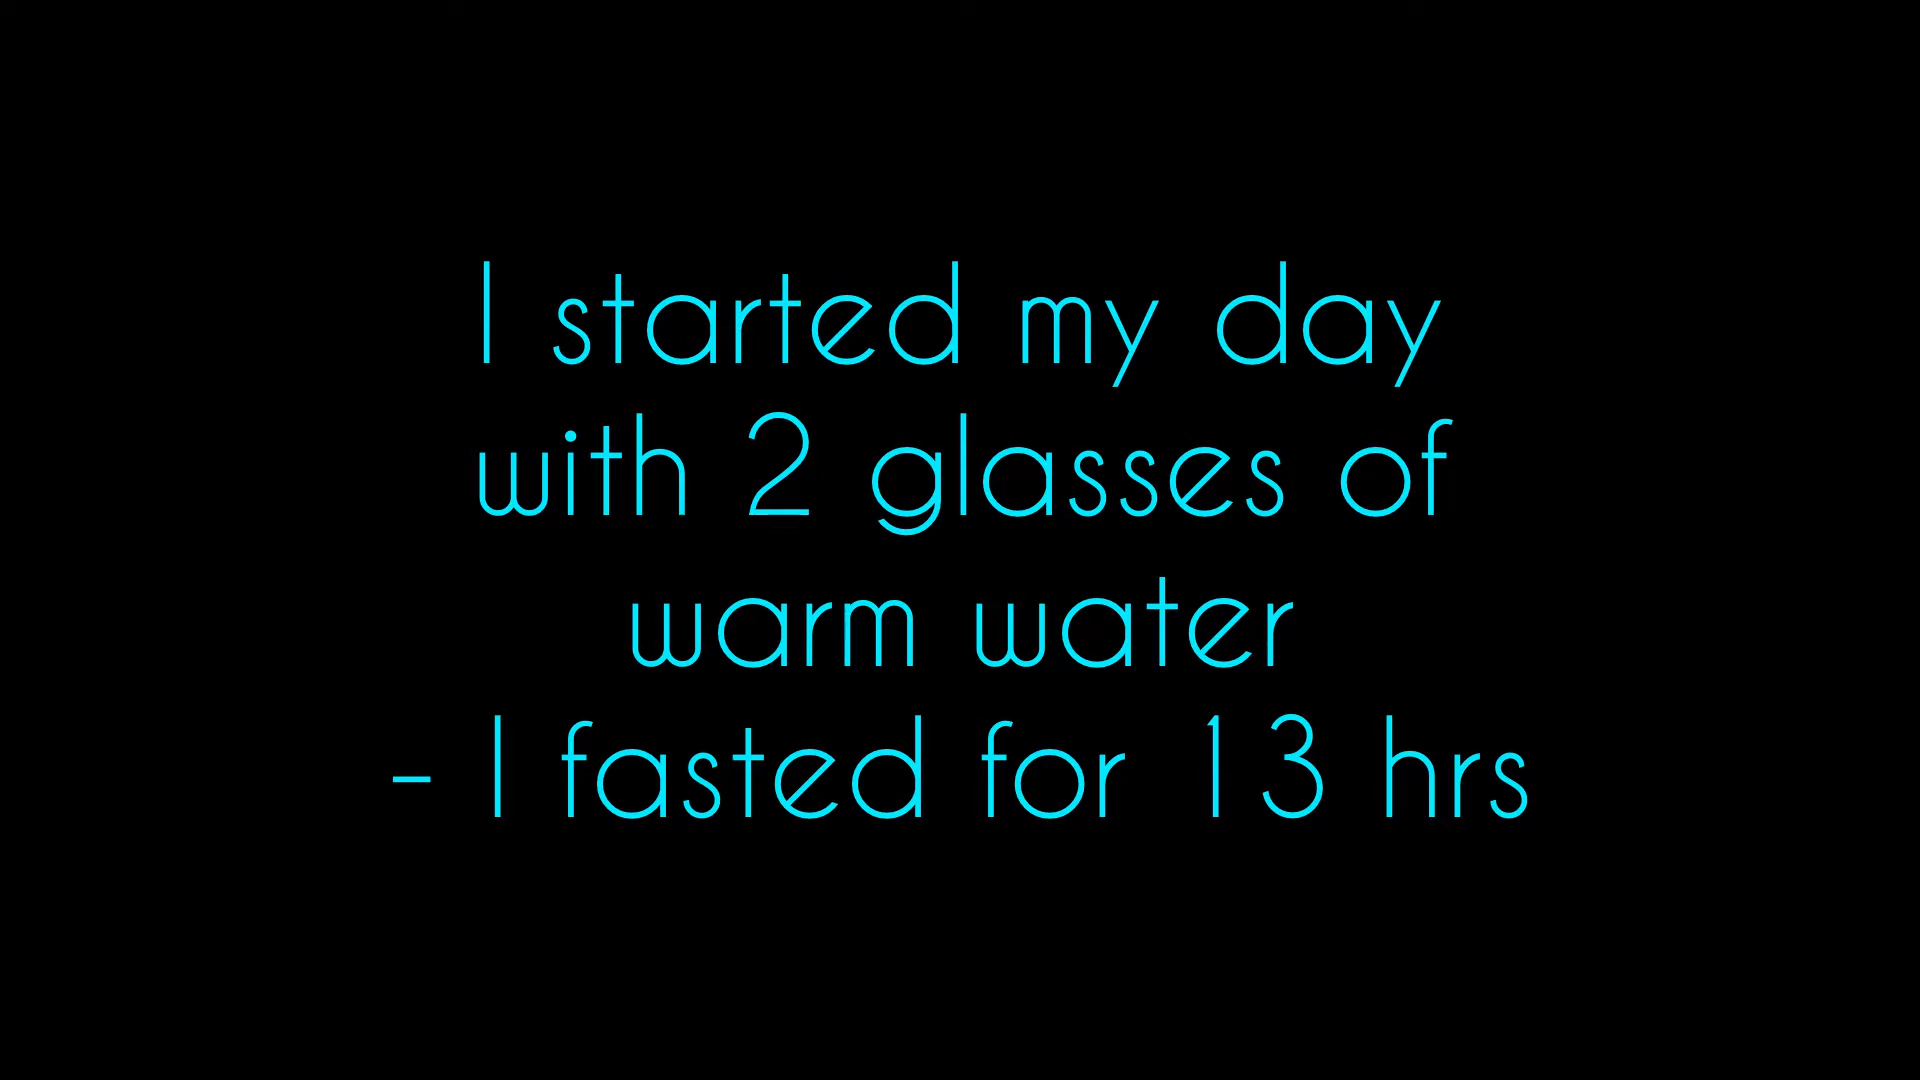 I started my day
with 2 glasses of
warm water
- I fasted for 13 hrs